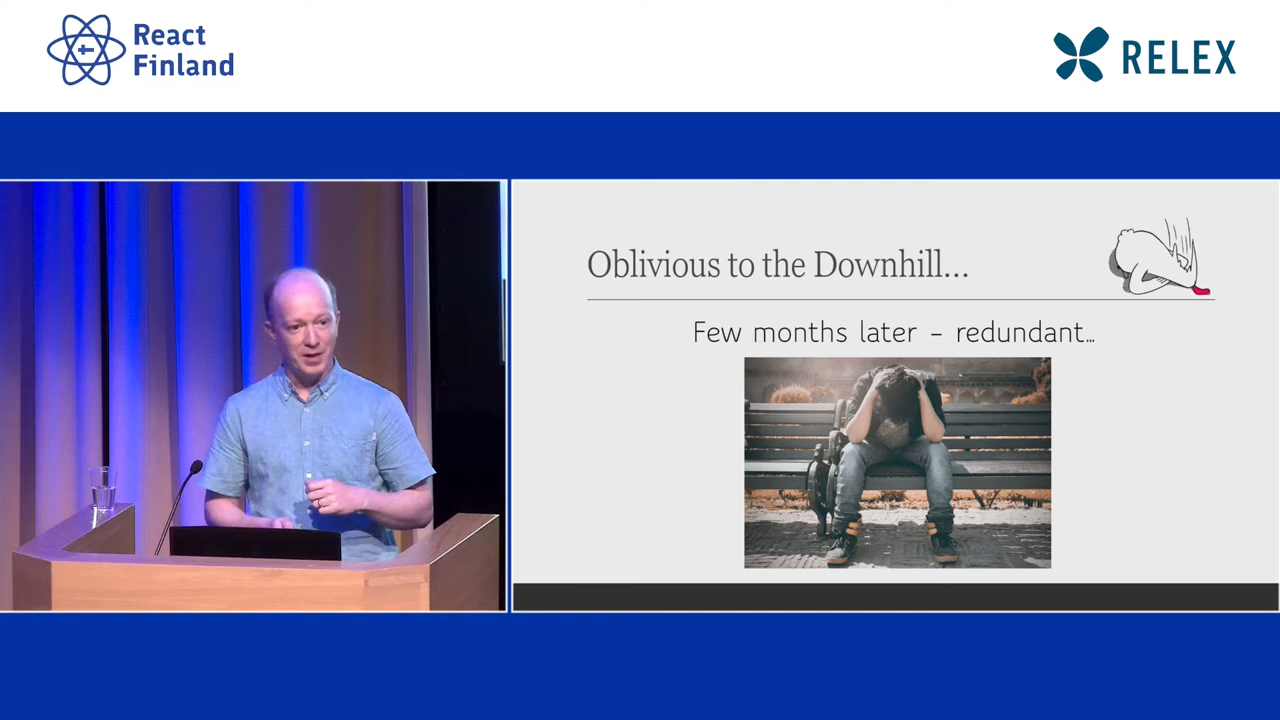 React
Finland
RELEX
Oblivious to the Downhill...
Few months later – redundant...